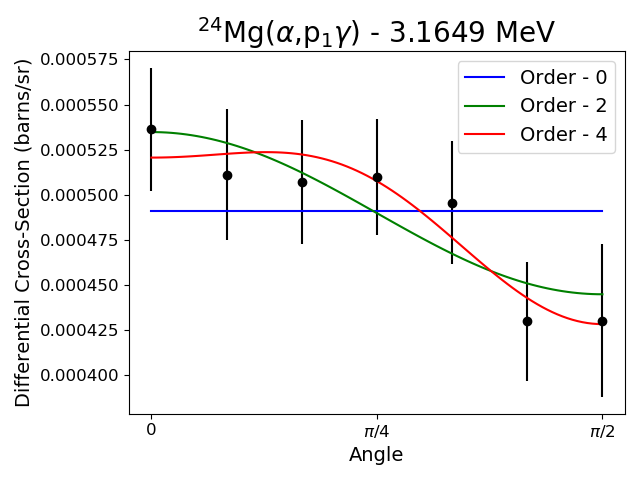 ²⁴Mg(α,p₁γ) - 3.1649 MeV
Differential Cross-Section (barns/sr)
0.000575
0.000550
0.000525
0.000500
0.000475
0.000450
0.000425
0.000400
Order - 0
Order - 2
Order - 4
0
π/4
π/2
Angle